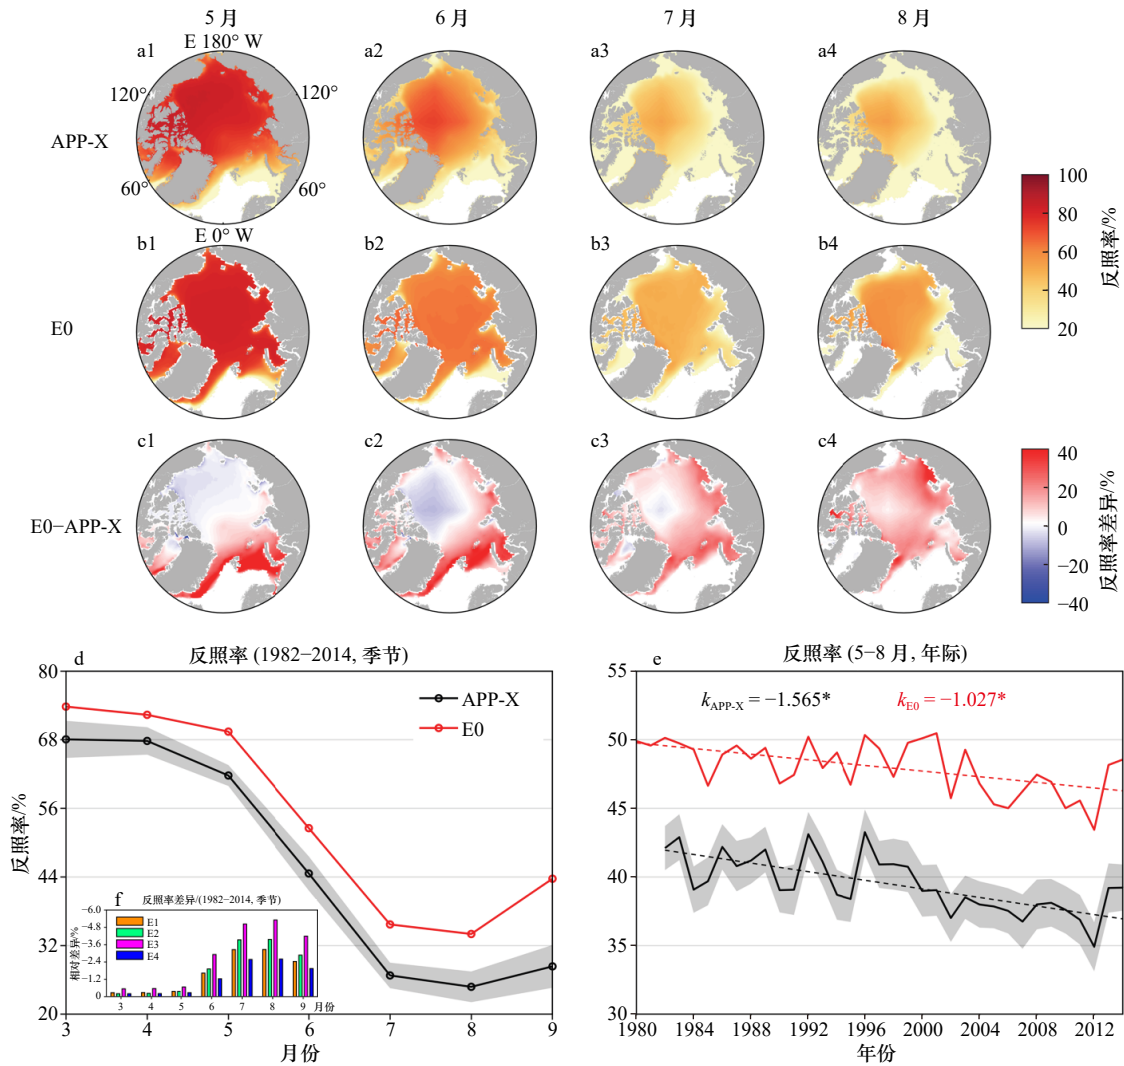 5 月
6 月
7 月
8 月
a1
E 180° W
a2
a3
a4
120°
120°
APP-X
60°
60°
E 0° W
100
80
60
40
20
反照率/%
b1
b2
b3
b4
E0
c1
c2
c3
c4
E0−APP-X
40
20
0
−20
−40
反照率差异/%
d
反照率 (1982−2014, 季节)
80
68
56
44
32
20
反照率/%
APP-X
E0
3
4
5
6
7
8
9
月份
f
反照率差异/(1982−2014, 季节)
−6.0
−4.8
−3.6
−2.4
−1.2
0
相对差异/%
E1
E2
E3
E4
3
4
5
6
7
8
9
月份
e
反照率 (5−8 月, 年际)
kAPP-X = −1.565*
kE0 = −1.027*
55
50
45
40
35
30
1980
1984
1988
1992
1996
2000
2004
2008
2012
年份